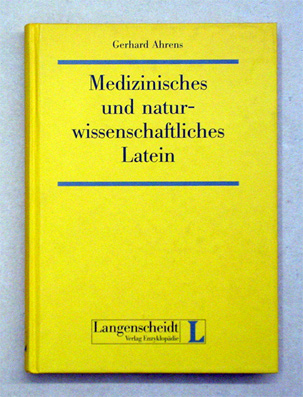 Gerhard Ahrens
Medizinisches
und natur-
wissenschaftliches
Latein
Langenscheidt
Verlag Enzyklopädie
L